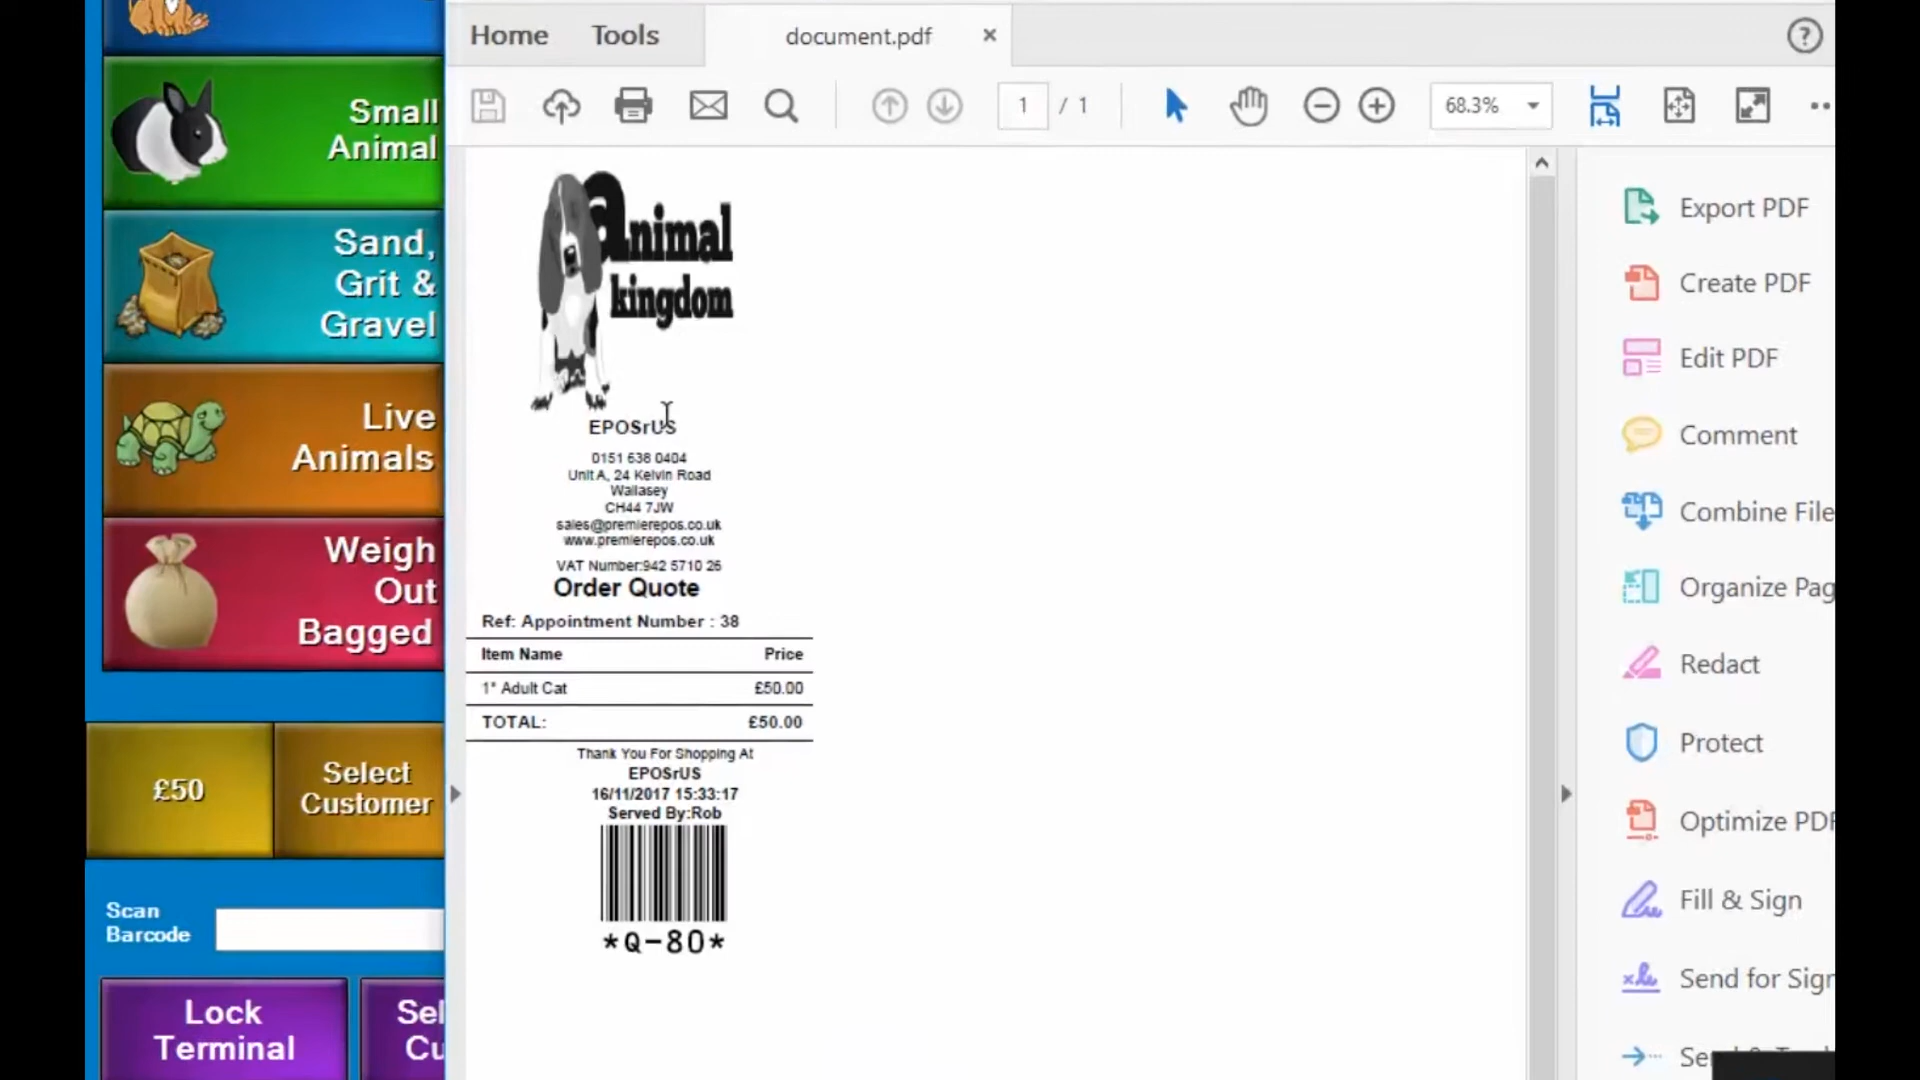 Home Tools document.pdf
1 / 1 68.3%
Small
Animal
Sand,
Grit &
Gravel
Live
Animals
Weigh
Out
Bagged
£50
Select
Customer
Scan
Barcode
Lock
Terminal
Sel
Cu
animal
kingdom
EPOSrUS
0151 638 0404
Unit A, 24 Kelvin Road
Wallasey
CH44 7JW
sales@premierepos.co.uk
www.premierepos.co.uk
VAT Number:942 5710 26
Order Quote
Ref: Appointment Number : 38
Item Name Price
1* Adult Cat £50.00
TOTAL: £50.00
Thank You For Shopping At
EPOSrUS
16/11/2017 15:33:17
Served By:Rob
*Q-80*
Export PDF
Create PDF
Edit PDF
Comment
Combine File
Organize Pag
Redact
Protect
Optimize PDF
Fill & Sign
Send for Sign